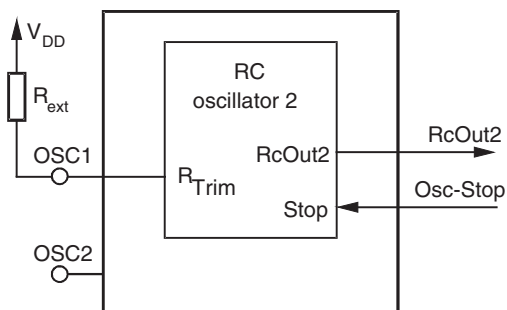 VDD
Rext
OSC1
OSC2
RC
oscillator 2
RcOut2
RTrim
Stop
RcOut2
Osc-Stop